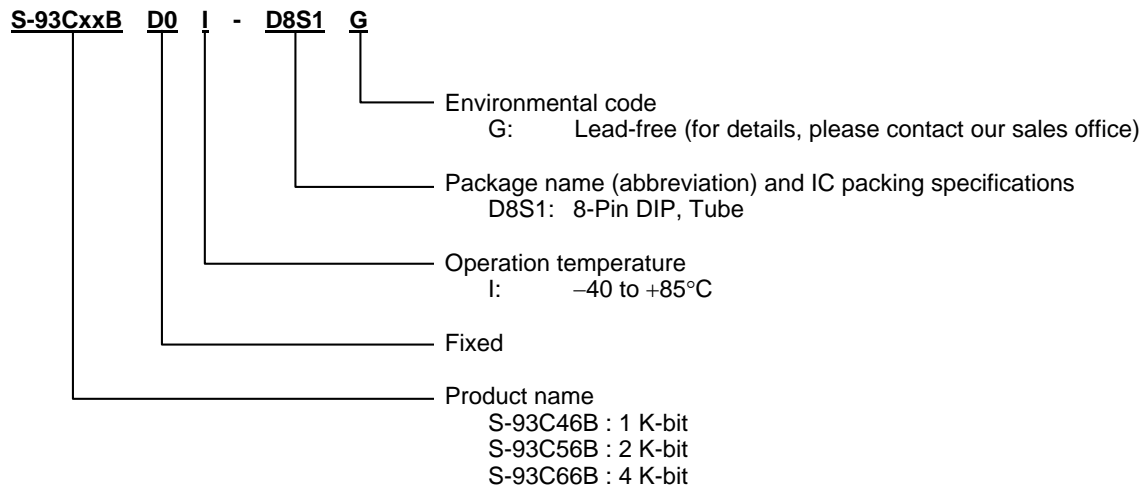 S-93CxxB D0 I - D8S1 G
Environmental code
G: Lead-free (for details, please contact our sales office)
Package name (abbreviation) and IC packing specifications
D8S1: 8-Pin DIP, Tube
Operation temperature
I: −40 to +85°C
Fixed
Product name
S-93C46B : 1 K-bit
S-93C56B : 2 K-bit
S-93C66B : 4 K-bit